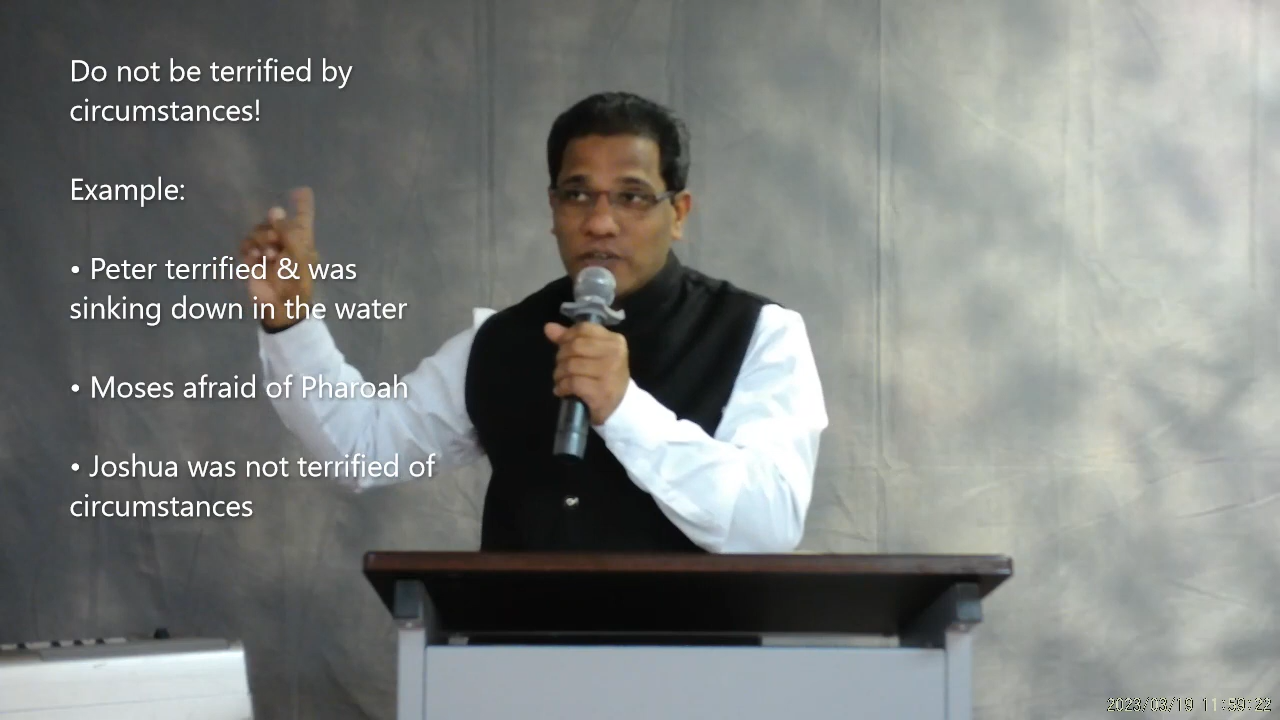 Do not be terrified by
circumstances!
Example:
• Peter terrified & was
sinking down in the water
• Moses afraid of Pharoah
• Joshua was not terrified of
circumstances
2023/03/19 11:59:22